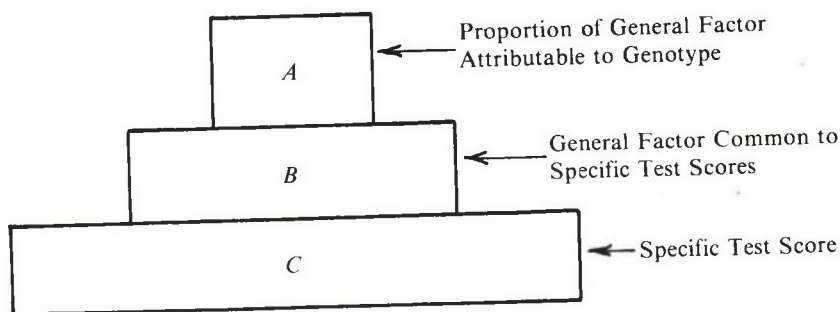 A
Proportion of General Factor
Attributable to Genotype
B
General Factor Common to
Specific Test Scores
C
Specific Test Score